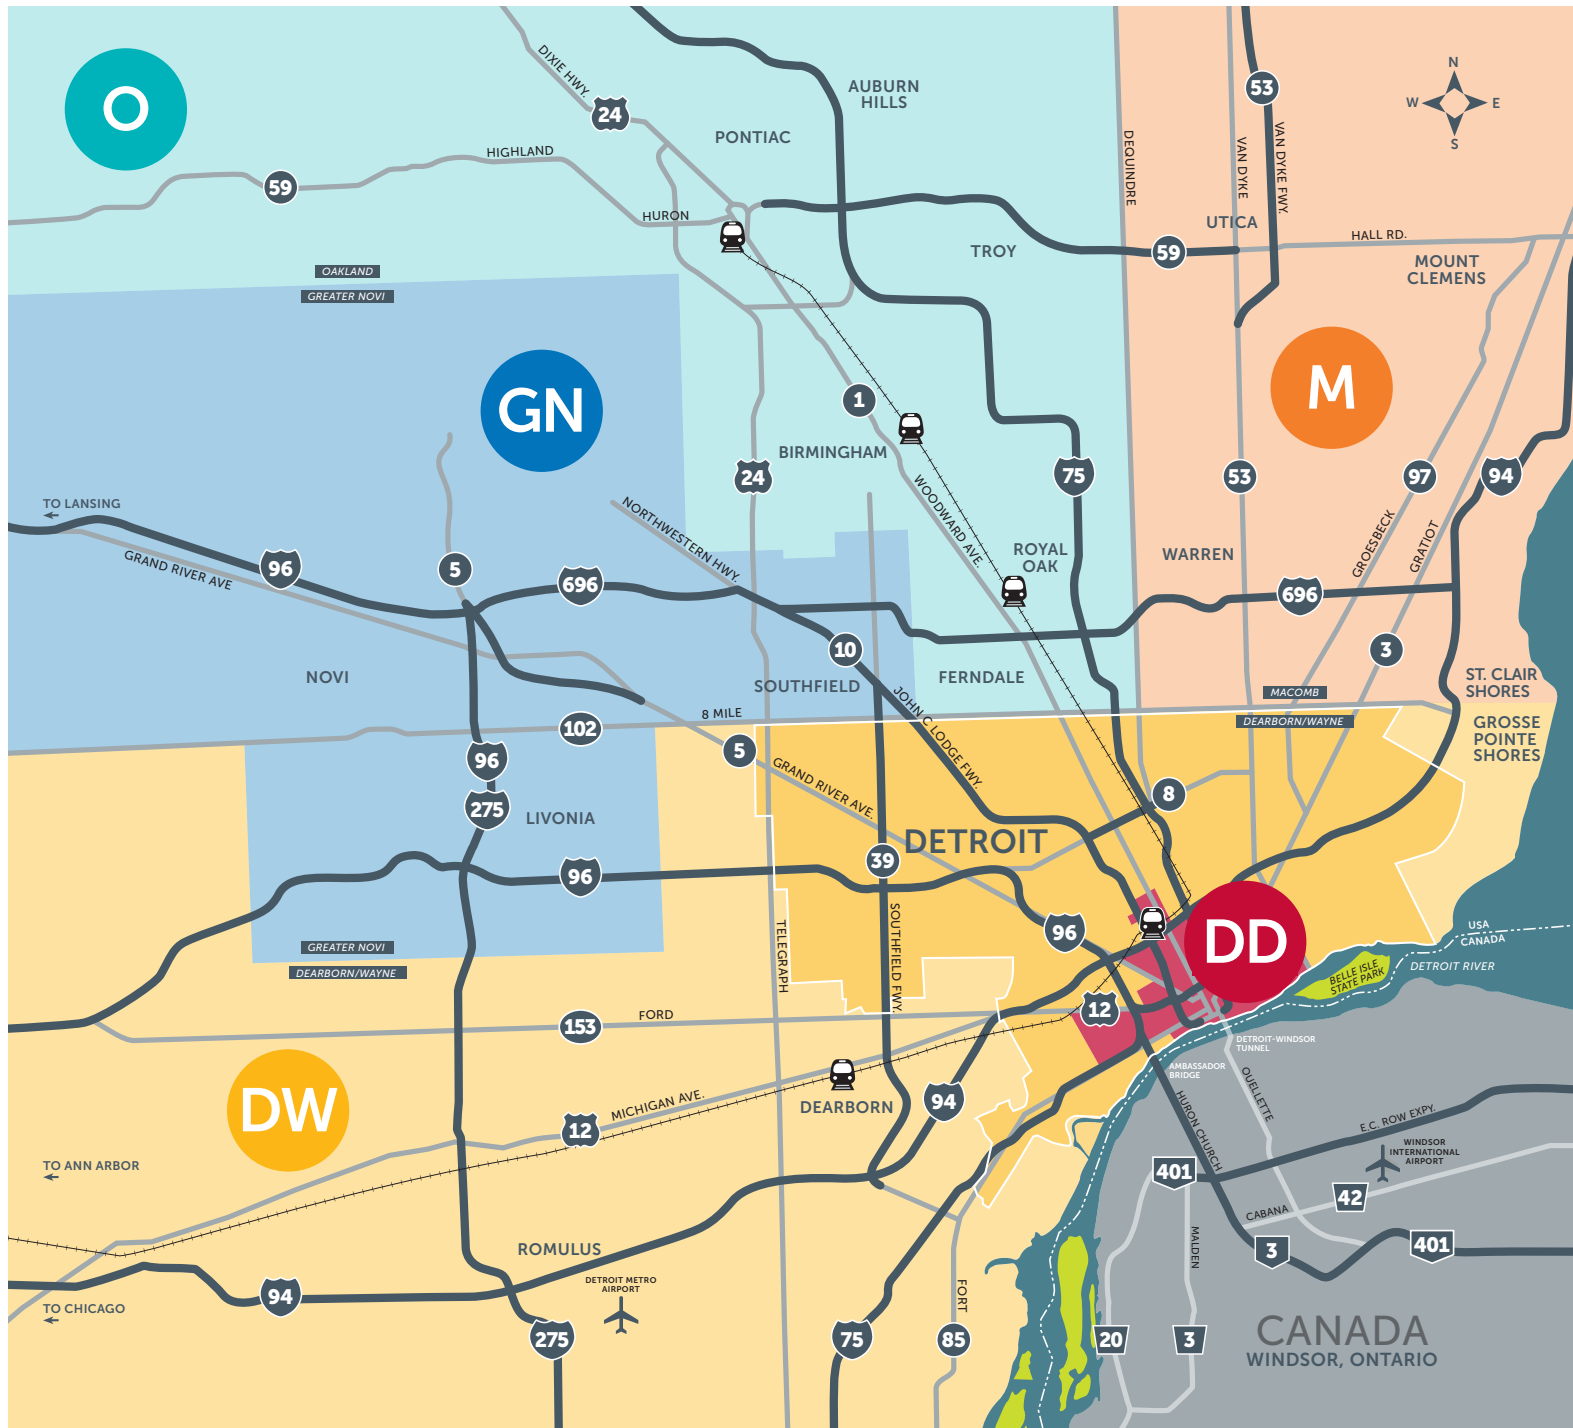 O
DIXIE HWY.
24
AUBURN
HILLS
PONTIAC
53
N
W
E
S
DEQUINDRE
VAN DYKE
VAN DYKE FWY.
HIGHLAND
59
HURON
UTICA
HALL RD.
TROY
59
MOUNT
CLEMENS
OAKLAND
GREATER NOVI
GN
1
M
BIRMINGHAM
24
75
53
97
94
TO LANSING
GRAND RIVER AVE
96
5
696
NORTHWESTERN HWY.
WOODWARD AVE.
ROYAL
OAK
WARREN
GROESBECK
GRATIOT
696
10
3
NOVI
SOUTHFIELD
FERNDALE
ST. CLAIR
SHORES
MACOMB
DEARBORN/WAYNE
8 MILE
102
JOHN C LODGE FWY.
GROSSE
POINTE
SHORES
5
96
GRAND RIVER AVE.
275
LIVONIA
8
DETROIT
39
96
TELEGRAPH
SOUTHFIELD FWY.
96
DD
GREATER NOVI
DEARBORN/WAYNE
USA
CANADA
DETROIT RIVER
BELLE ISLE
STATE PARK
153
FORD
12
DETROIT-WINDSOR
TUNNEL
AMBASSADOR
BRIDGE
OUELLETTE
HURON CHURCH
DW
MICHIGAN AVE.
12
DEARBORN
94
E.C. ROW EXPY.
WINDSOR
INTERNATIONAL
AIRPORT
TO ANN ARBOR
401
42
CABANA
MALDEN
3
401
ROMULUS
DETROIT METRO
AIRPORT
94
TO CHICAGO
275
75
FORT
85
20
3
CANADA
WINDSOR, ONTARIO